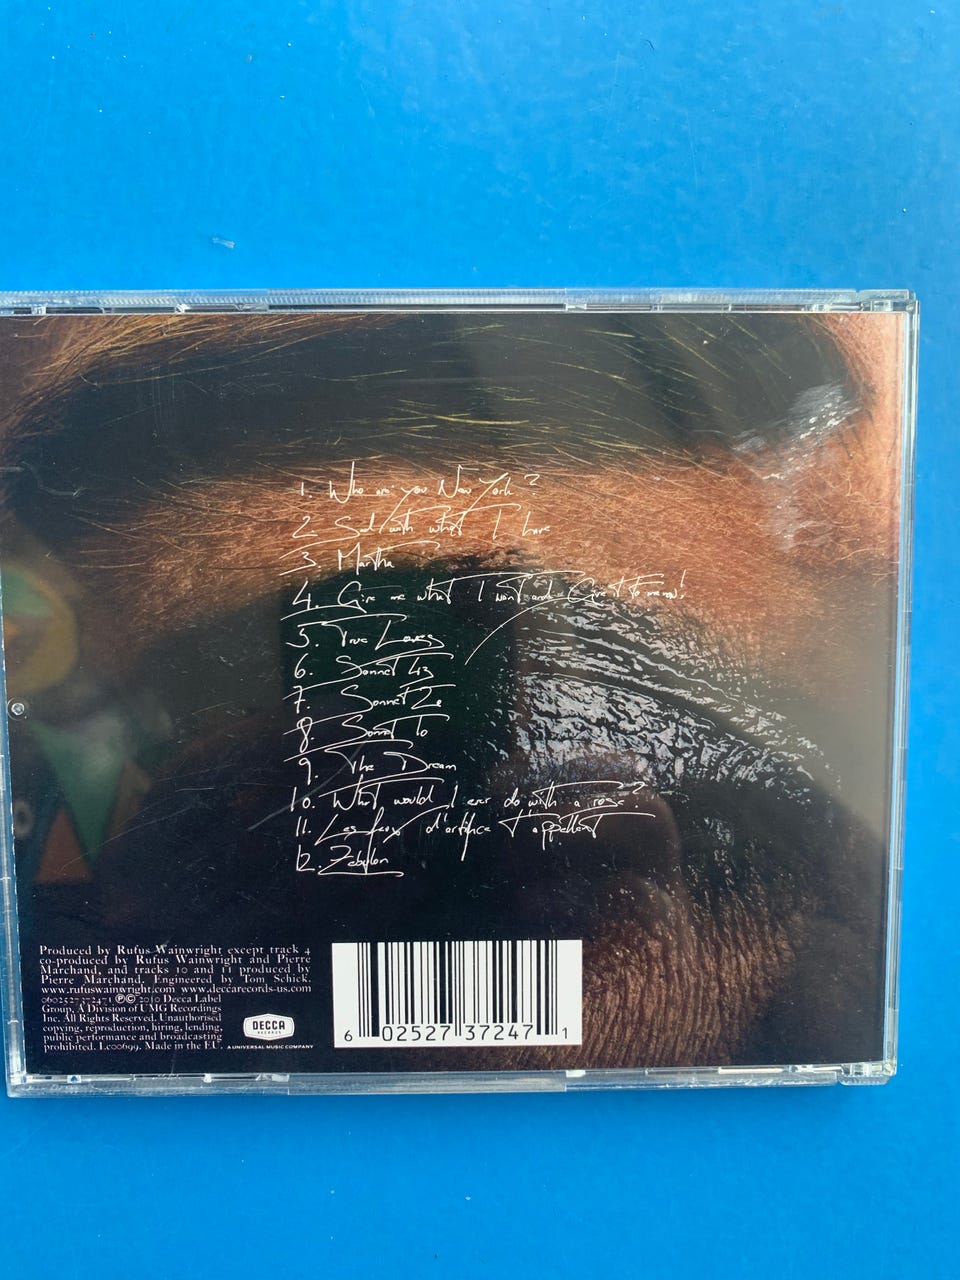 1. Who are you New York?
2. Sad with what I have
3. Martha
4. Give me what I want and Give it to me now!
5. True Loves
6. Sonnet 43
7. Sonnet 20
8. Sonnet 10
9. The Dream
10. What would I ever do with a rose?
11. Les feux d'artifice t'appellent
12. Zebulon
Produced by Rufus Wainwright except track 4
co-produced by Rufus Wainwright and Pierre
Marchand, and tracks 10 and 11 produced by
Pierre Marchand. Engineered by Tom Schick.
www.rufuswainwright.com www.deccarecords-us.com
0602527372471 ℗© 2010 Decca Label
Group, A Division of UMG Recordings
Inc. All Rights Reserved. Unauthorised
copying, reproduction, hiring, lending,
public performance and broadcasting
prohibited. Lc00699. Made in the EU.
DECCA
RECORDS
A UNIVERSAL MUSIC COMPANY
6 02527 37247 1